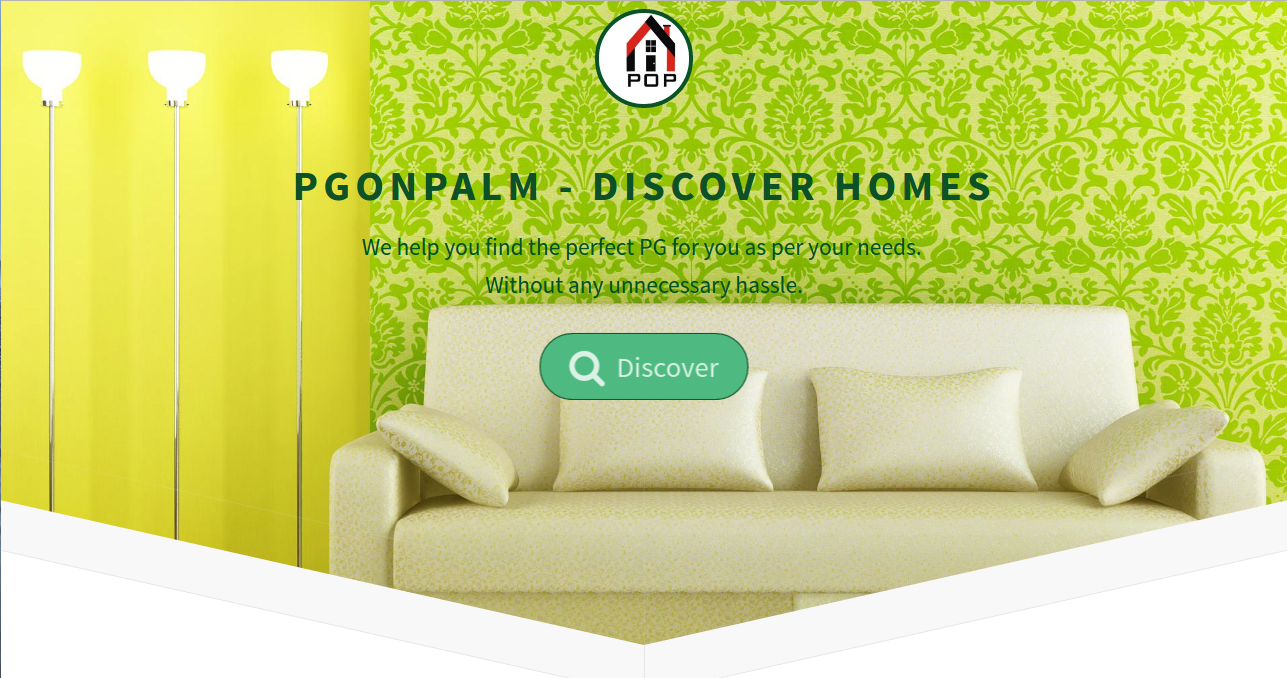 POP
PGONPALM - DISCOVER HOMES
We help you find the perfect PG for you as per your needs.
Without any unnecessary hassle.
Discover